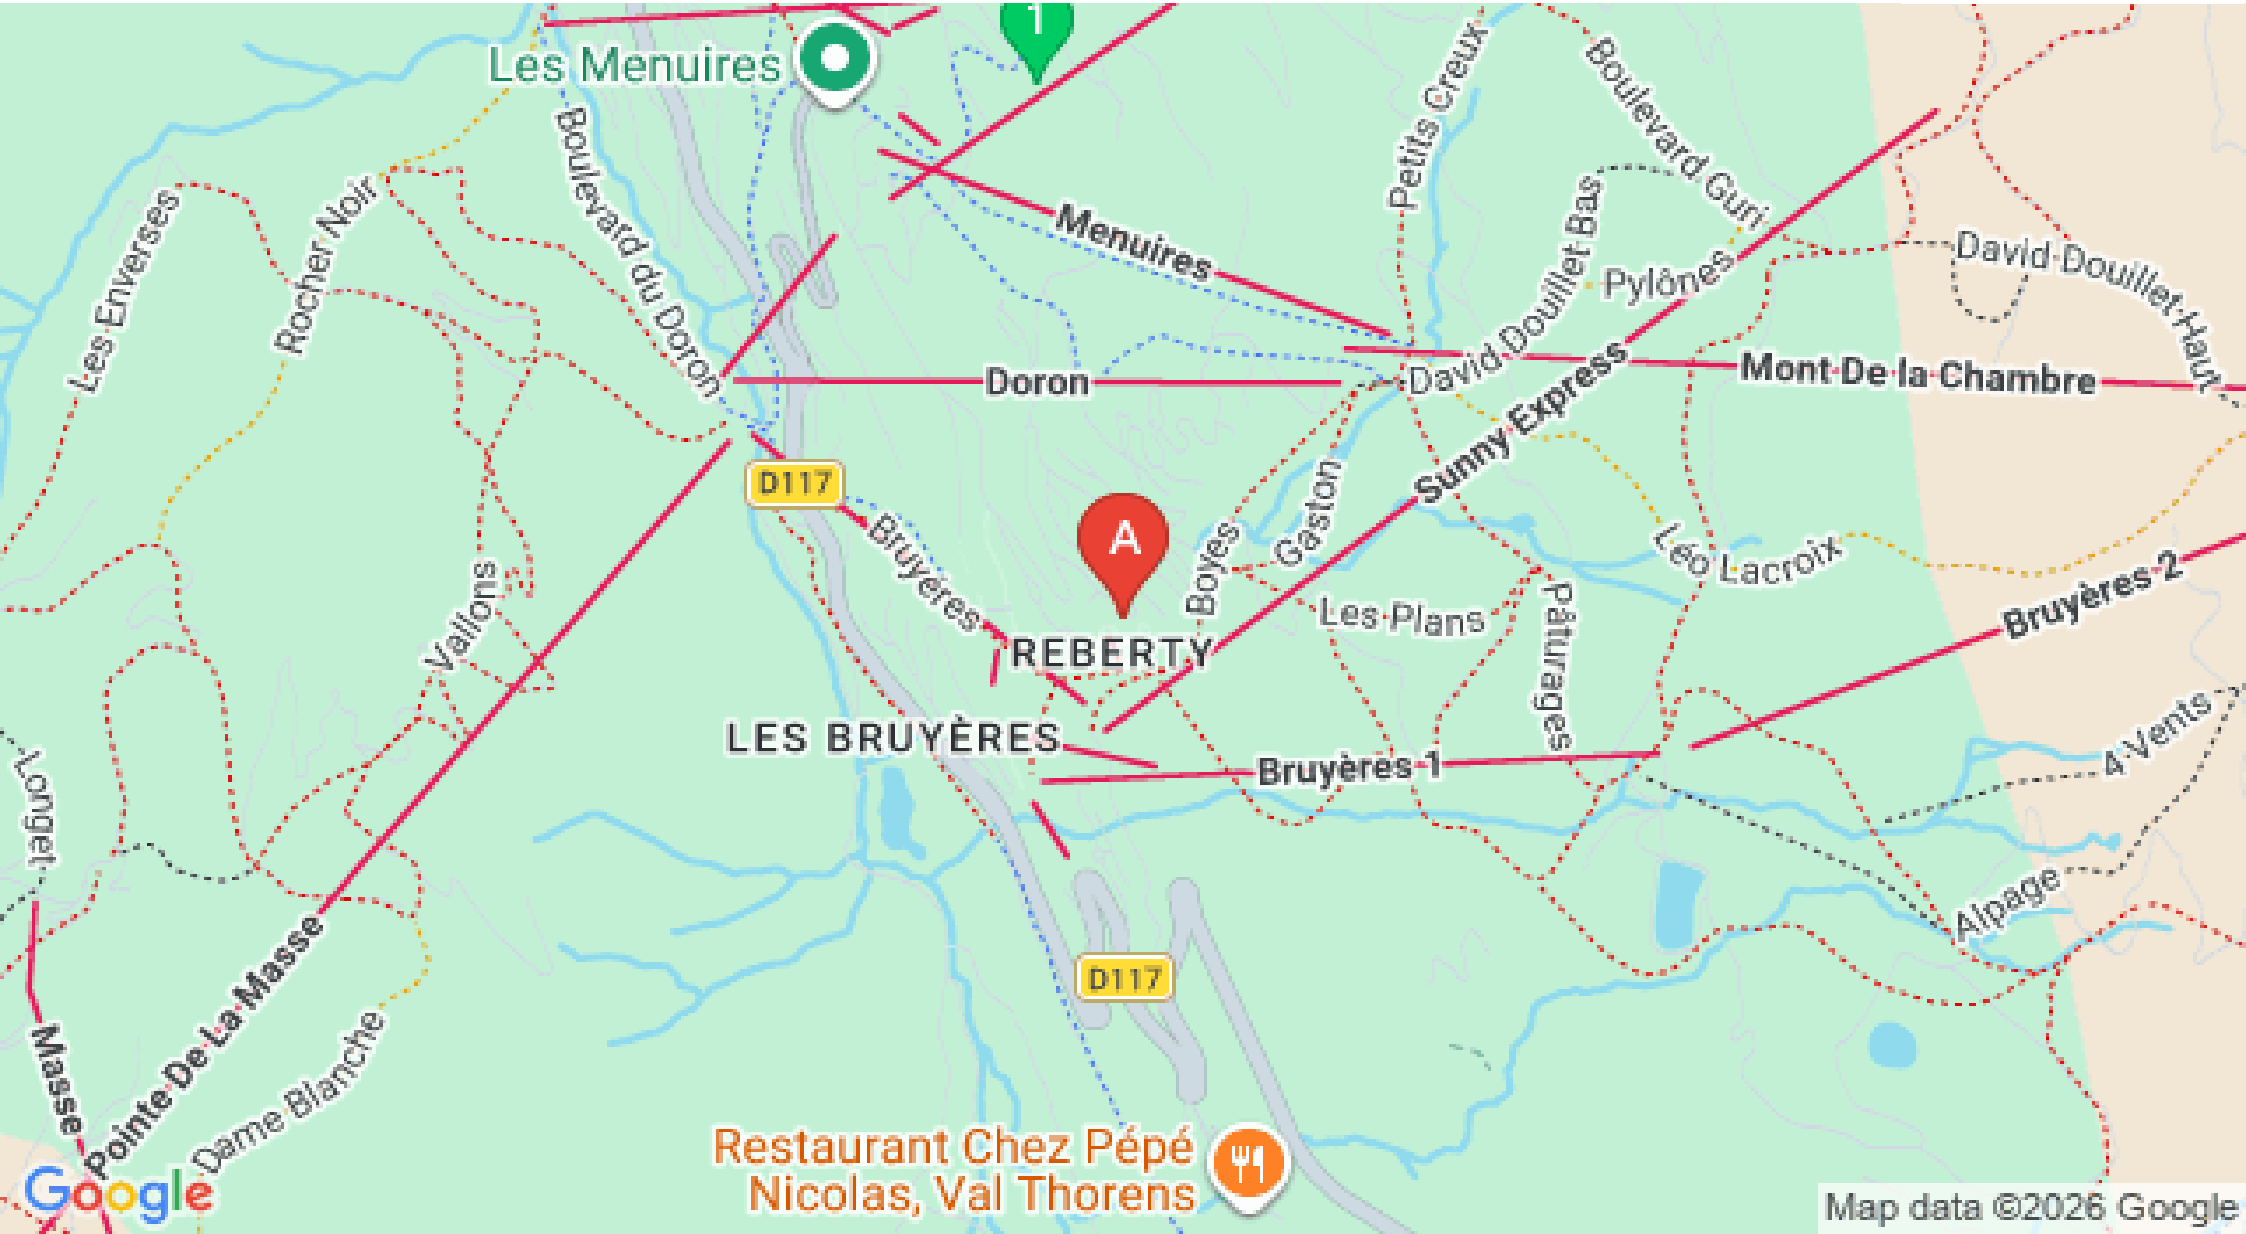 1
Les Menuires
Petits Creux
Boulevard Guri
Boulevard du Doron
Rocher Noir
Les Enverses
Menuires
David Douillet Bas
Pylônes
David Douillet Haut
Doron
Mont De la Chambre
Sunny Express
D117
Bruyères
A
Boyes
Gaston
Léo Lacroix
Bruyères 2
Vallons
Les Plans
Pâturages
REBERTY
LES BRUYÈRES
Bruyères 1
4 Vents
Longet
Alpage
Pointe De La Masse
D117
Masse
Dame Blanche
Restaurant Chez Pépé
Nicolas, Val Thorens
Google
Map data ©2026 Google